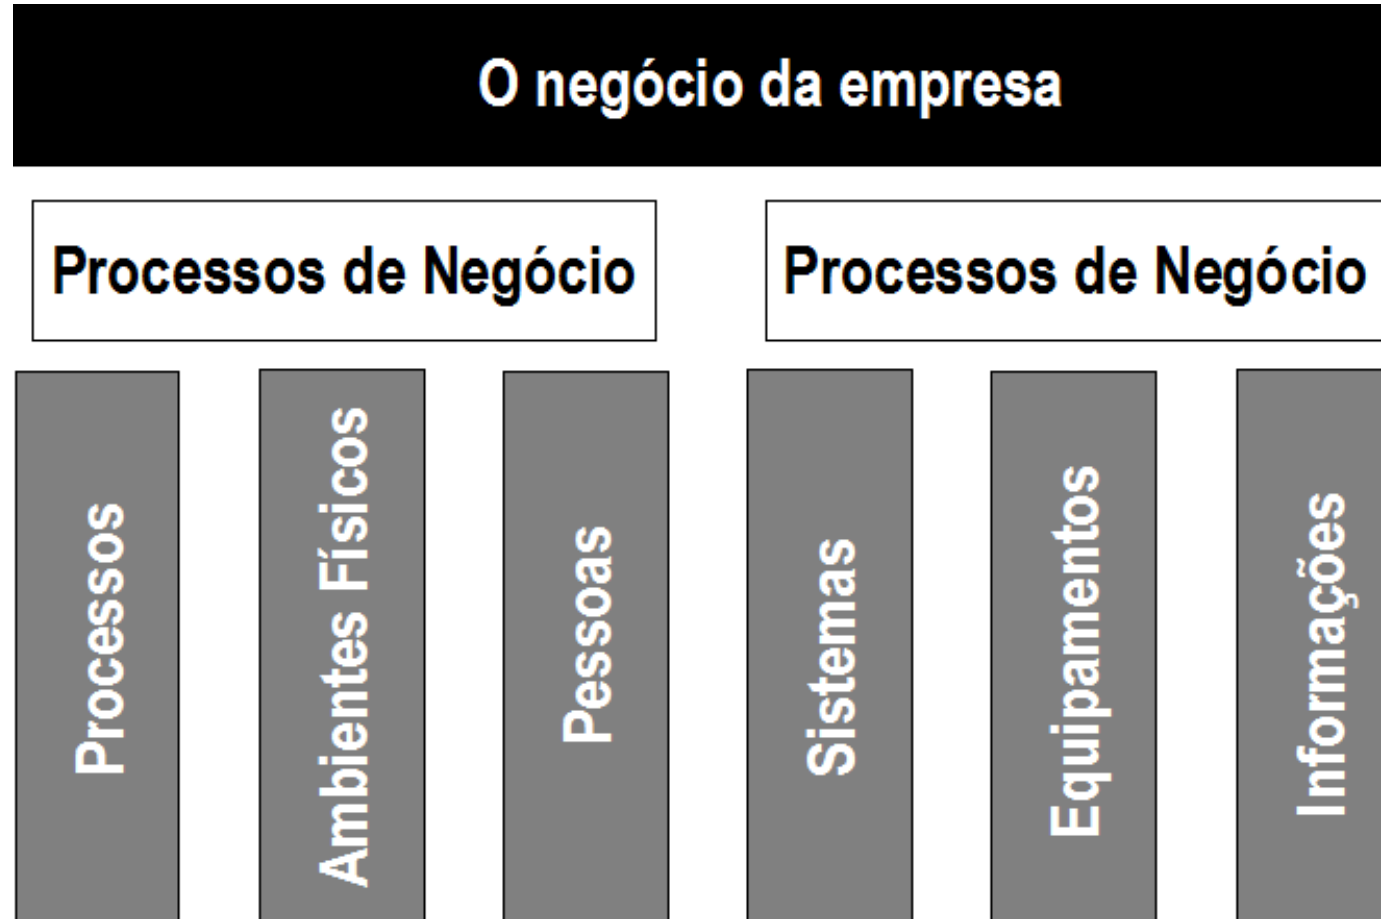 O negócio da empresa
Processos de Negócio
Processos de Negócio
Processos
Ambientes Físicos
Pessoas
Sistemas
Equipamentos
Informações